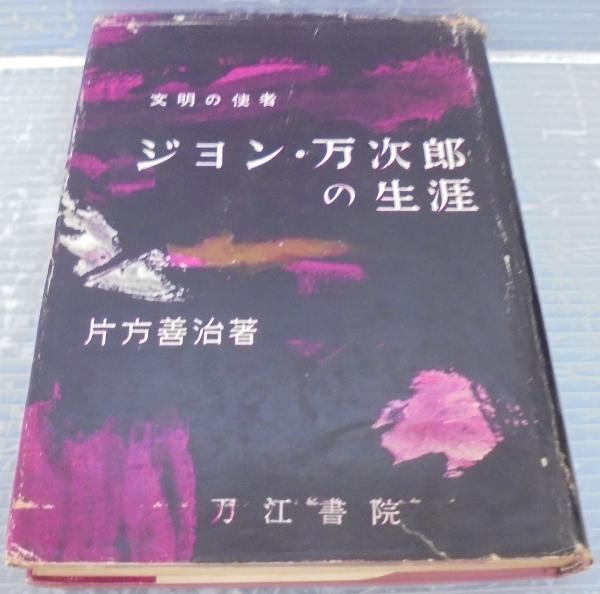 文明の使者
ジョン・万次郎
の生涯
片方善治著
刀江書院